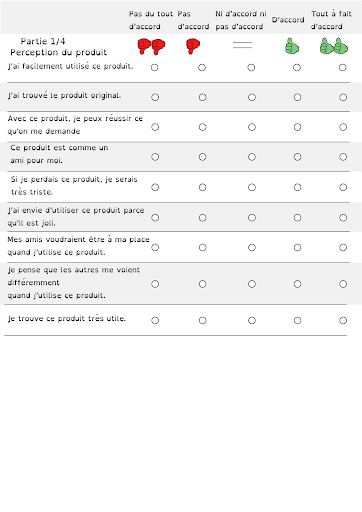 Pas du tout Pas Ni d'accord ni D'accord Tout à fait
d'accord d'accord pas d'accord d'accord
Partie 1/4
Perception du produit
J'ai facilement utilisé ce produit.
J'ai trouvé le produit original.
Avec ce produit, je peux réussir ce
qu'on me demande
Ce produit est comme un
ami pour moi.
Si je perdais ce produit, je serais
très triste.
J'ai envie d'utiliser ce produit parce
qu'il est joli.
Mes amis voudraient être à ma place
quand j'utilise ce produit.
Je pense que les autres me voient
différemment
quand j'utilise ce produit.
Je trouve ce produit très utile.